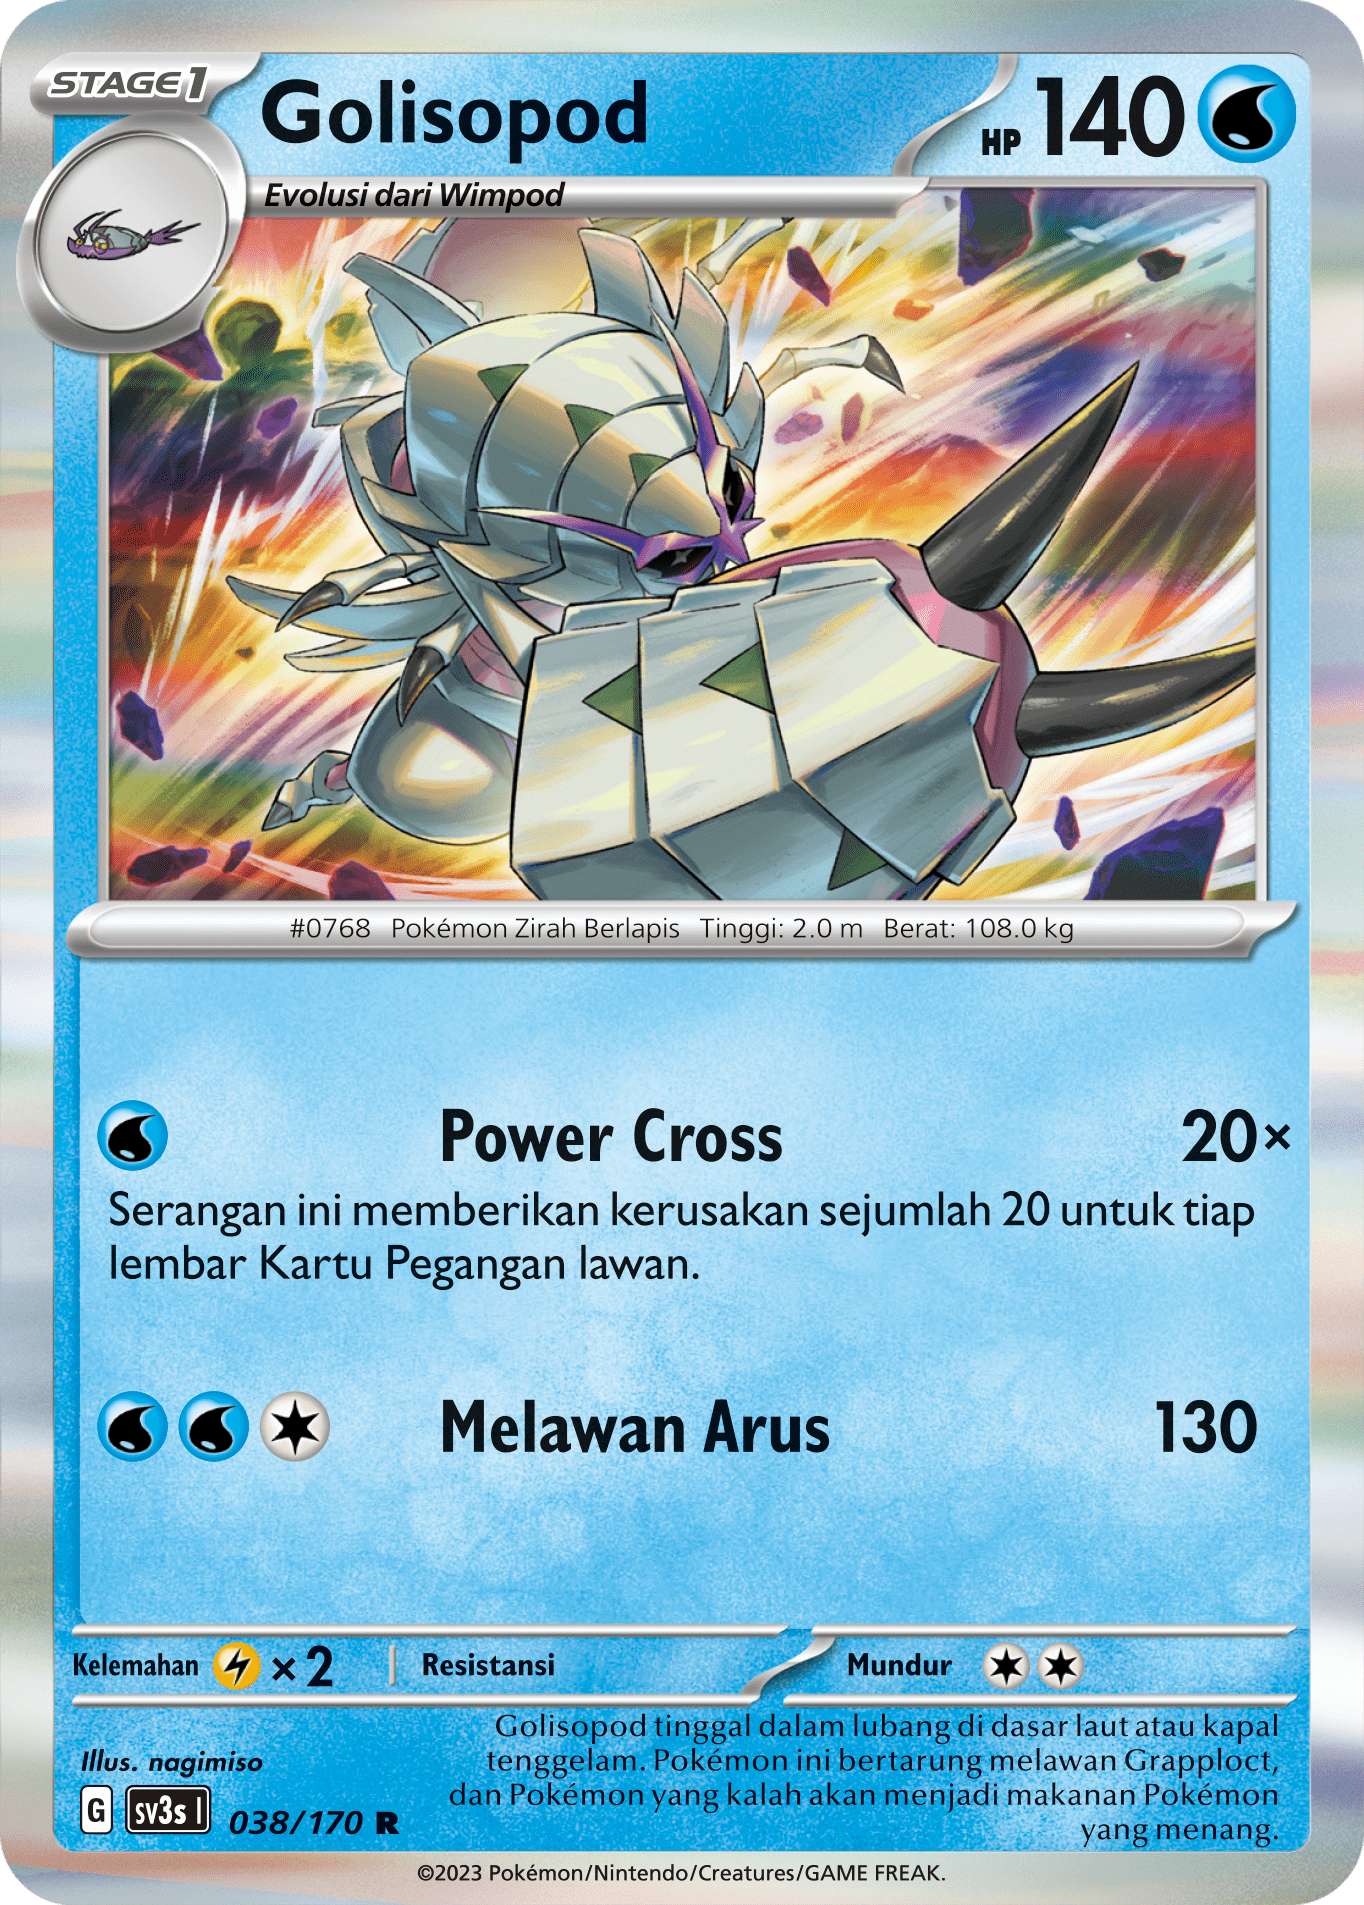 STAGE1
Golisopod
HP 140
Evolusi dari Wimpod
#0768 Pokémon Zirah Berlapis Tinggi: 2.0 m Berat: 108.0 kg
Power Cross 20×
Serangan ini memberikan kerusakan sejumlah 20 untuk tiap
lembar Kartu Pegangan lawan.
Melawan Arus 130
Kelemahan ×2 Resistansi Mundur
Golisopod tinggal dalam lubang di dasar laut atau kapal
tenggelam. Pokémon ini bertarung melawan Grapploct,
dan Pokémon yang kalah akan menjadi makanan Pokémon
yang menang.
Illus. nagimiso
G SV3s I 038/170 R
©2023 Pokémon/Nintendo/Creatures/GAME FREAK.